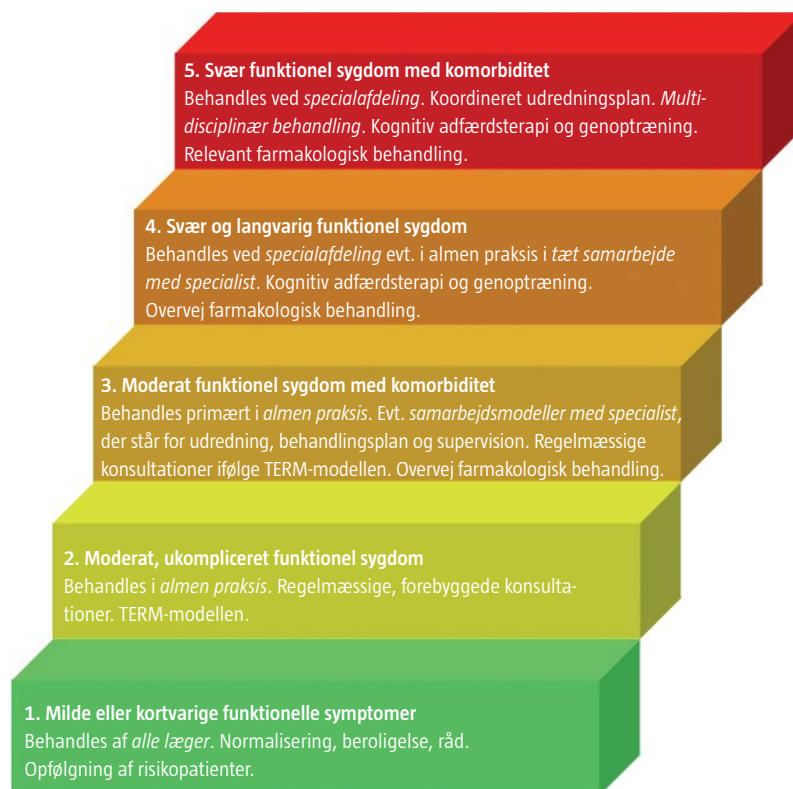 5. Svær funktionel sygdom med komorbiditet
Behandles ved specialafdeling. Koordineret udredningsplan. Multi-
disciplinær behandling. Kognitiv adfærdsterapi og genoptræning.
Relevant farmakologisk behandling.
4. Svær og langvarig funktionel sygdom
Behandles ved specialafdeling evt. i almen praksis i tæt samarbejde
med specialist. Kognitiv adfærdsterapi og genoptræning.
Overvej farmakologisk behandling.
3. Moderat funktionel sygdom med komorbiditet
Behandles primært i almen praksis. Evt. samarbejdsmodeller med specialist,
der står for udredning, behandlingsplan og supervision. Regelmæssige
konsultationer ifølge TERM-modellen. Overvej farmakologisk behandling.
2. Moderat, ukompliceret funktionel sygdom
Behandles i almen praksis. Regelmæssige, forebyggede konsulta-
tioner. TERM-modellen.
1. Milde eller kortvarige funktionelle symptomer
Behandles af alle læger. Normalisering, beroligelse, råd.
Opfølgning af risikopatienter.